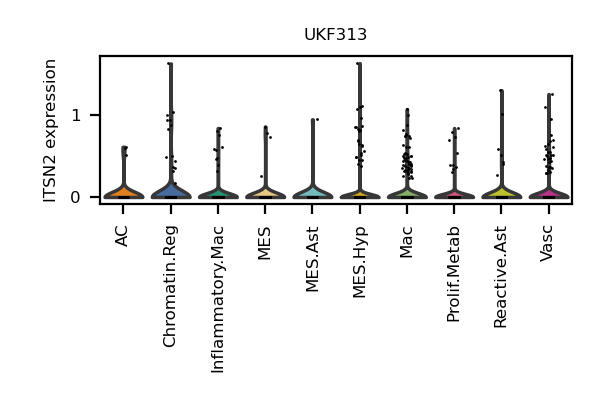 UKF313
ITSN2 expression
1
0
AC
Chromatin.Reg
Inflammatory.Mac
MES
MES.Ast
MES.Hyp
Mac
Prolif.Metab
Reactive.Ast
Vasc